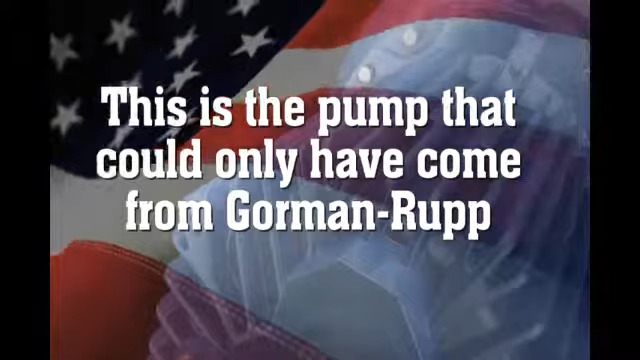 This is the pump that
could only have come
from Gorman-Rupp